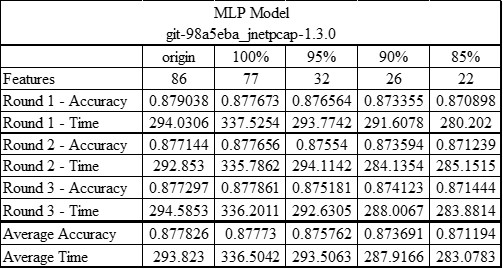 MLP Model
git-98a5eba_jnetpcap-1.3.0
origin 100% 95% 90% 85%
Features 86 77 32 26 22
Round 1 - Accuracy 0.879038 0.877673 0.876564 0.873355 0.870898
Round 1 - Time 294.0306 337.5254 293.7742 291.6078 280.202
Round 2 - Accuracy 0.877144 0.877656 0.87554 0.873594 0.871239
Round 2 - Time 292.853 335.7862 294.1142 284.1354 285.1515
Round 3 - Accuracy 0.877297 0.877861 0.875181 0.874123 0.871444
Round 3 - Time 294.5853 336.2011 292.6305 288.0067 283.8814
Average Accuracy 0.877826 0.87773 0.875762 0.873691 0.871194
Average Time 293.823 336.5042 293.5063 287.9166 283.0783